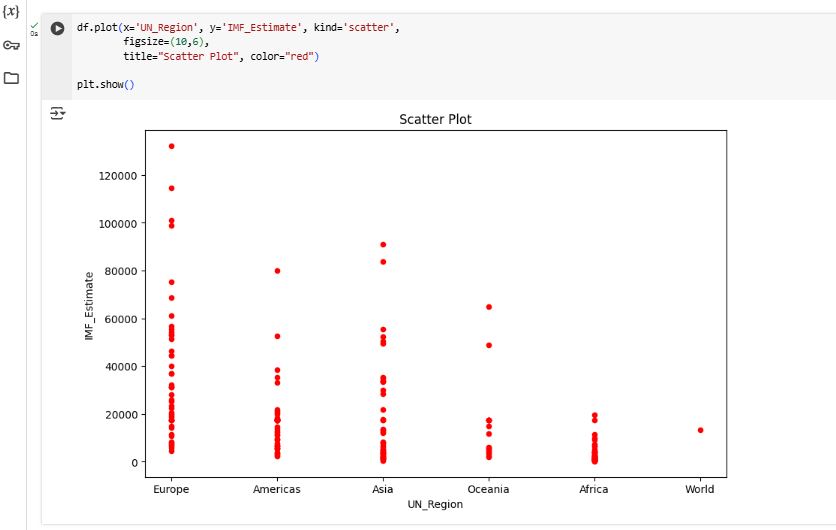 {x}
0s
df.plot(x='UN_Region', y='IMF_Estimate', kind='scatter',
figsize=(10,6),
title="Scatter Plot", color="red")
plt.show()
Scatter Plot
120000
100000
80000
60000
40000
20000
0
IMF_Estimate
Europe Americas Asia Oceania Africa World
UN_Region